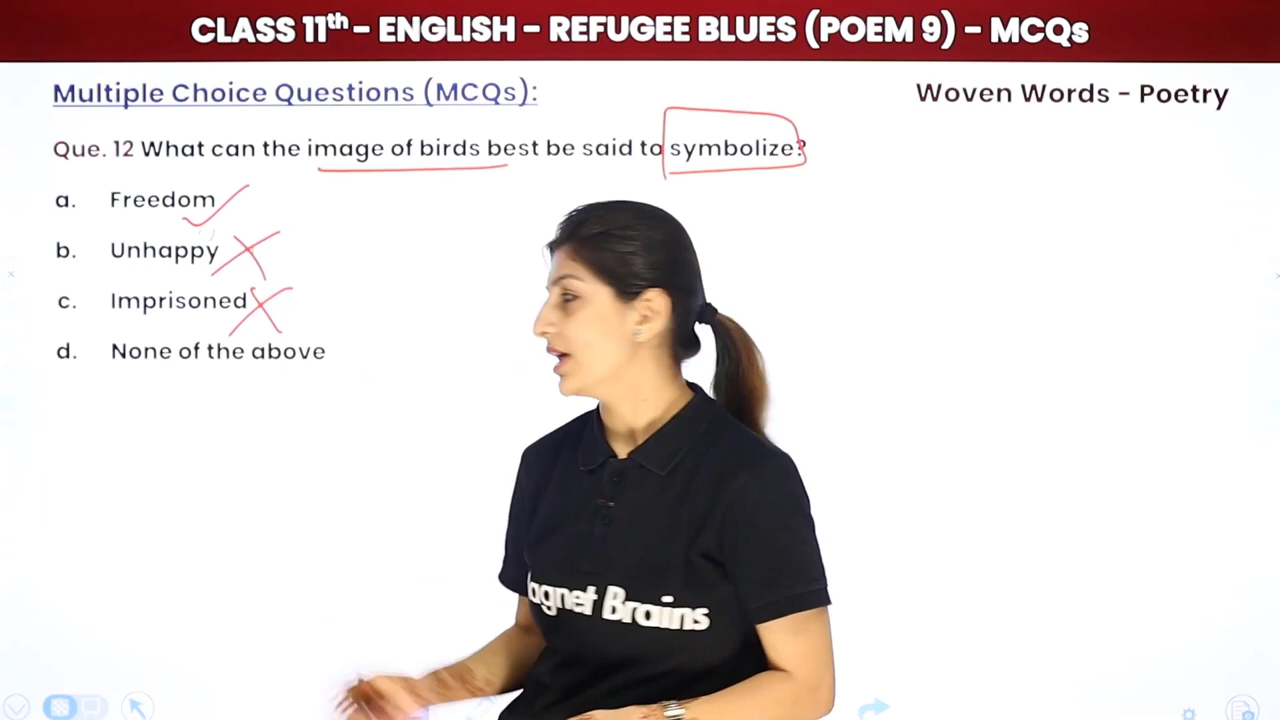 CLASS 11th - ENGLISH - REFUGEE BLUES (POEM 9) - MCQs
Multiple Choice Questions (MCQs):
Woven Words - Poetry
Que. 12 What can the image of birds best be said to symbolize?
a. Freedom
b. Unhappy
c. Imprisoned
d. None of the above
agnet Brains